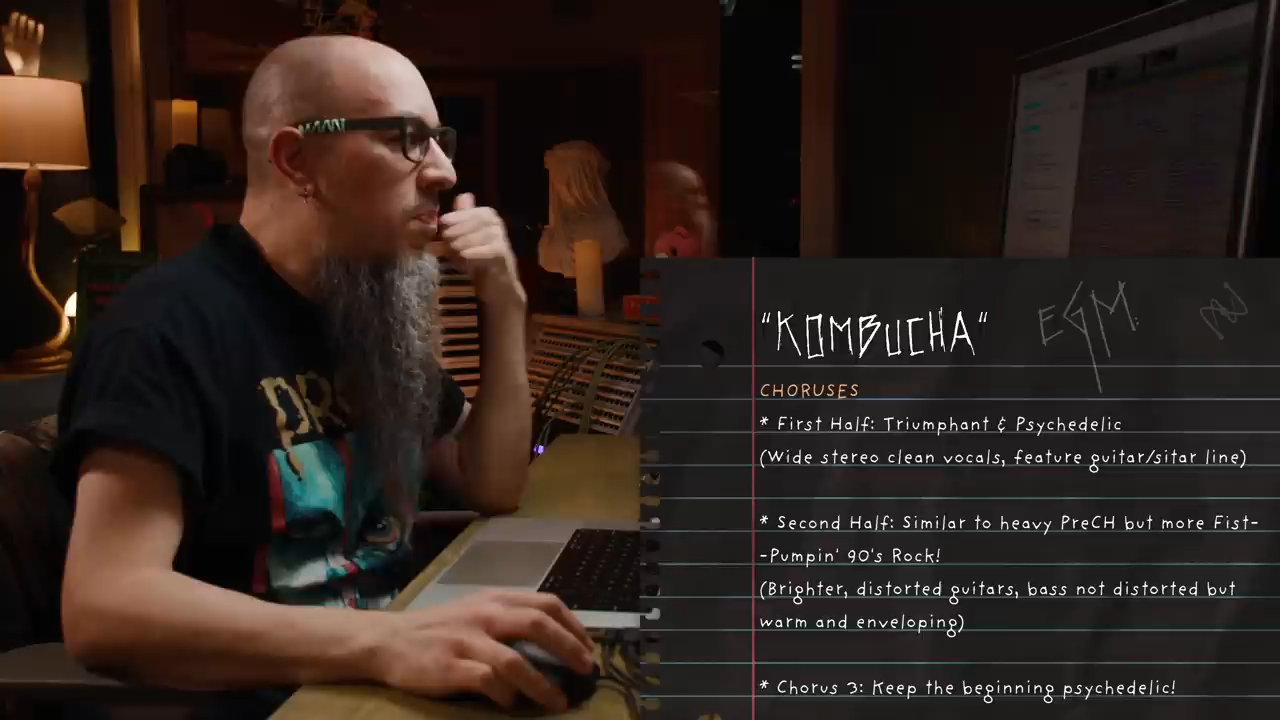 "KOMBUCHA" EGM
CHORUSES
* First Half: Triumphant & Psychedelic
(Wide stereo clean vocals, feature guitar/sitar line)
* Second Half: Similar to heavy PreCH but more Fist-
-Pumpin' 90's Rock!
(Brighter, distorted guitars, bass not distorted but
warm and enveloping)
* Chorus 3: Keep the beginning psychedelic!